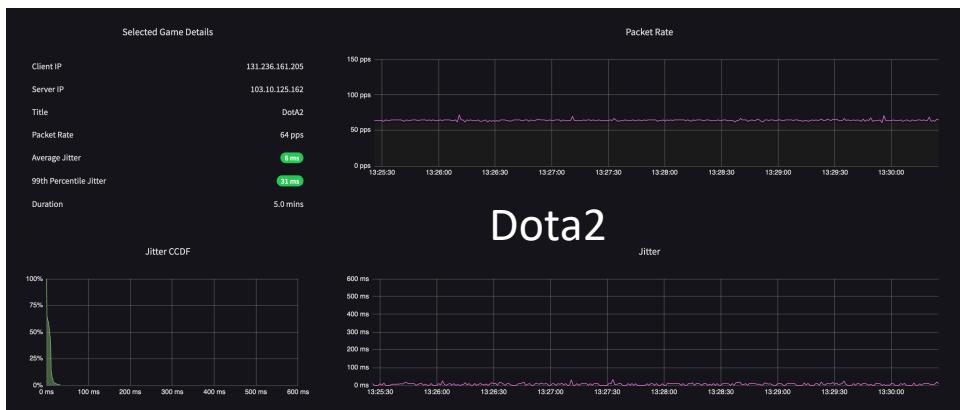 Selected Game Details
Client IP 131.236.161.205
Server IP 103.10.125.162
Title DotA2
Packet Rate 64 pps
Average Jitter 6 ms
99th Percentile Jitter 31 ms
Duration 5.0 mins
Packet Rate
150 pps
100 pps
50 pps
0 pps
13:25:30 13:26:00 13:26:30 13:27:00 13:27:30 13:28:00 13:28:30 13:29:00 13:29:30 13:30:00
Dota2
Jitter CCDF
100%
75%
50%
25%
0%
0 ms 100 ms 200 ms 300 ms 400 ms 500 ms 600 ms
Jitter
600 ms
500 ms
400 ms
300 ms
200 ms
100 ms
0 ms
13:25:30 13:26:00 13:26:30 13:27:00 13:27:30 13:28:00 13:28:30 13:29:00 13:29:30 13:30:00